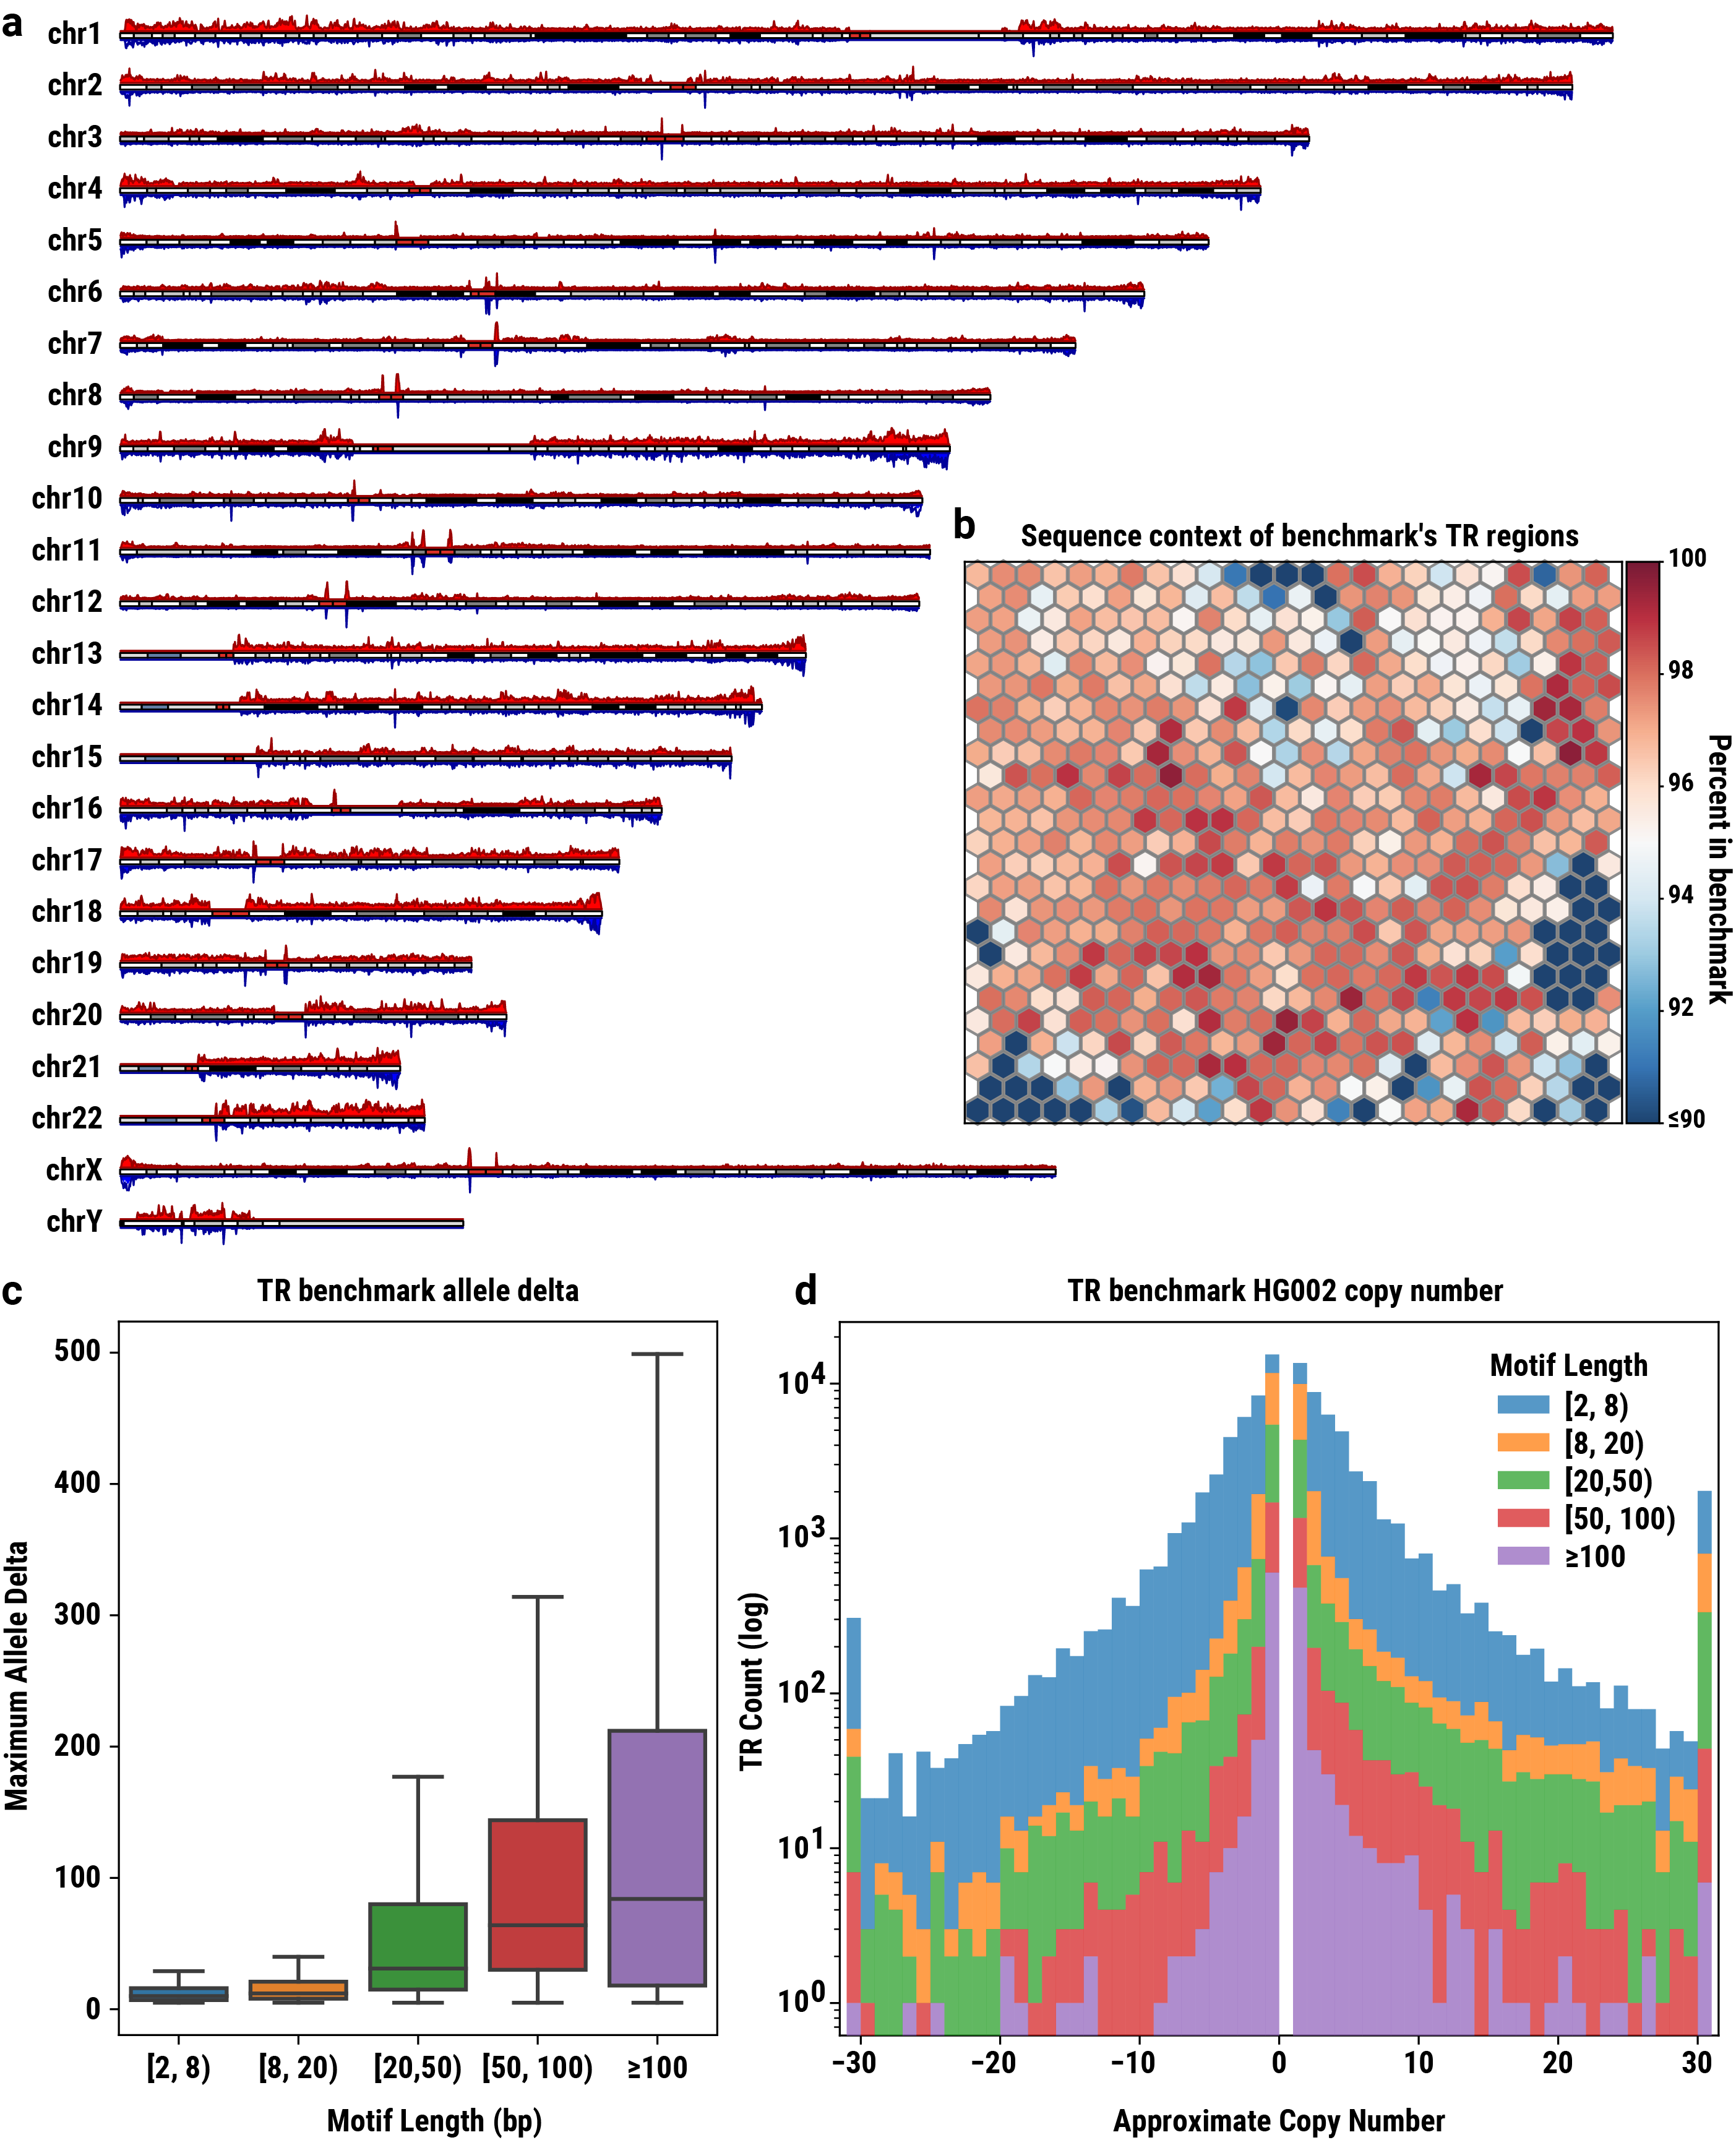 a
chr1
chr2
chr3
chr4
chr5
chr6
chr7
chr8
chr9
chr10
chr11
chr12
chr13
chr14
chr15
chr16
chr17
chr18
chr19
chr20
chr21
chr22
chrX
chrY
b
Sequence context of benchmark's TR regions
100
98
96
94
92
≤90
Percent in benchmark
c
TR benchmark allele delta
500
400
300
200
100
0
Maximum Allele Delta
[2, 8)
[8, 20)
[20,50)
[50, 100)
≥100
Motif Length (bp)
d
TR benchmark HG002 copy number
Motif Length
[2, 8)
[8, 20)
[20,50)
[50, 100)
≥100
10⁴
10³
10²
10¹
10⁰
TR Count (log)
−30
−20
−10
0
10
20
30
Approximate Copy Number